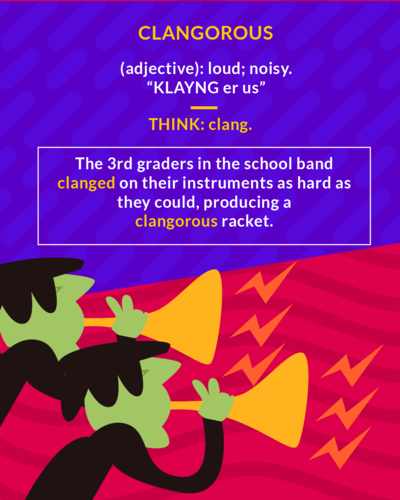 CLANGOROUS
(adjective): loud; noisy.
“KLAYNG er us”
THINK: clang.
The 3rd graders in the school band
clanged on their instruments as hard as
they could, producing a
clangorous racket.